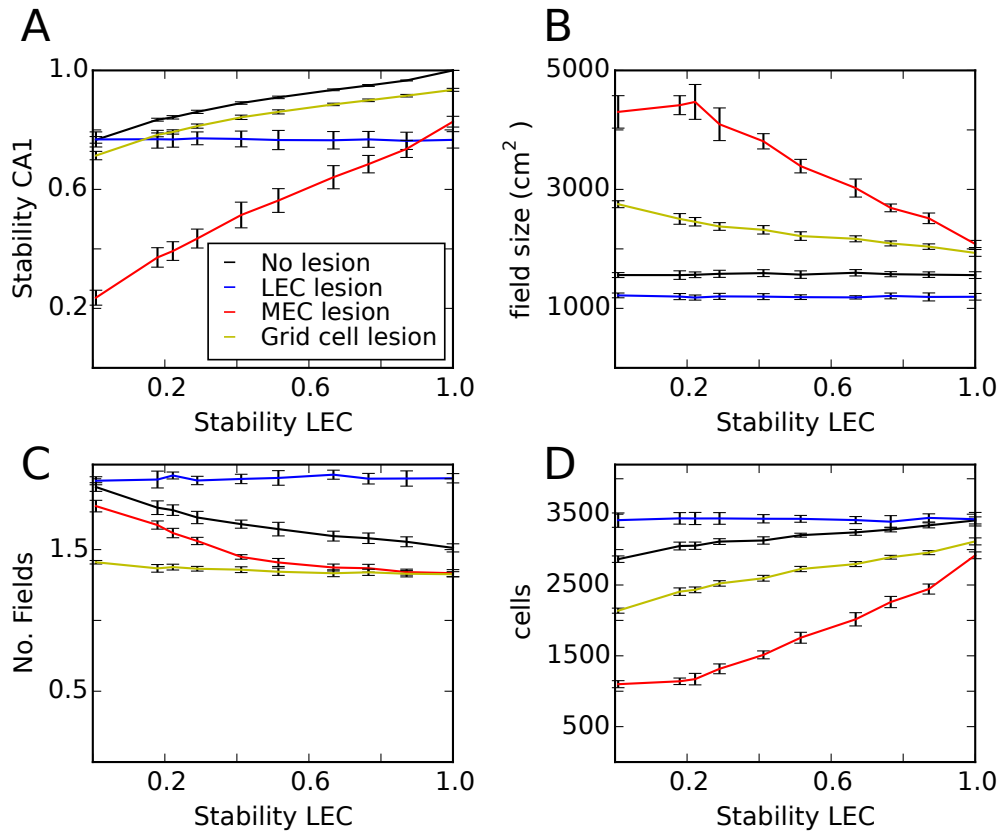 A
1.0
0.6
0.2
Stability CA1
No lesion
LEC lesion
MEC lesion
Grid cell lesion
0.2 0.6 1.0
Stability LEC
B
5000
3000
1000
field size (cm²)
0.2 0.6 1.0
Stability LEC
C
1.5
0.5
No. Fields
0.2 0.6 1.0
Stability LEC
D
3500
2500
1500
500
cells
0.2 0.6 1.0
Stability LEC